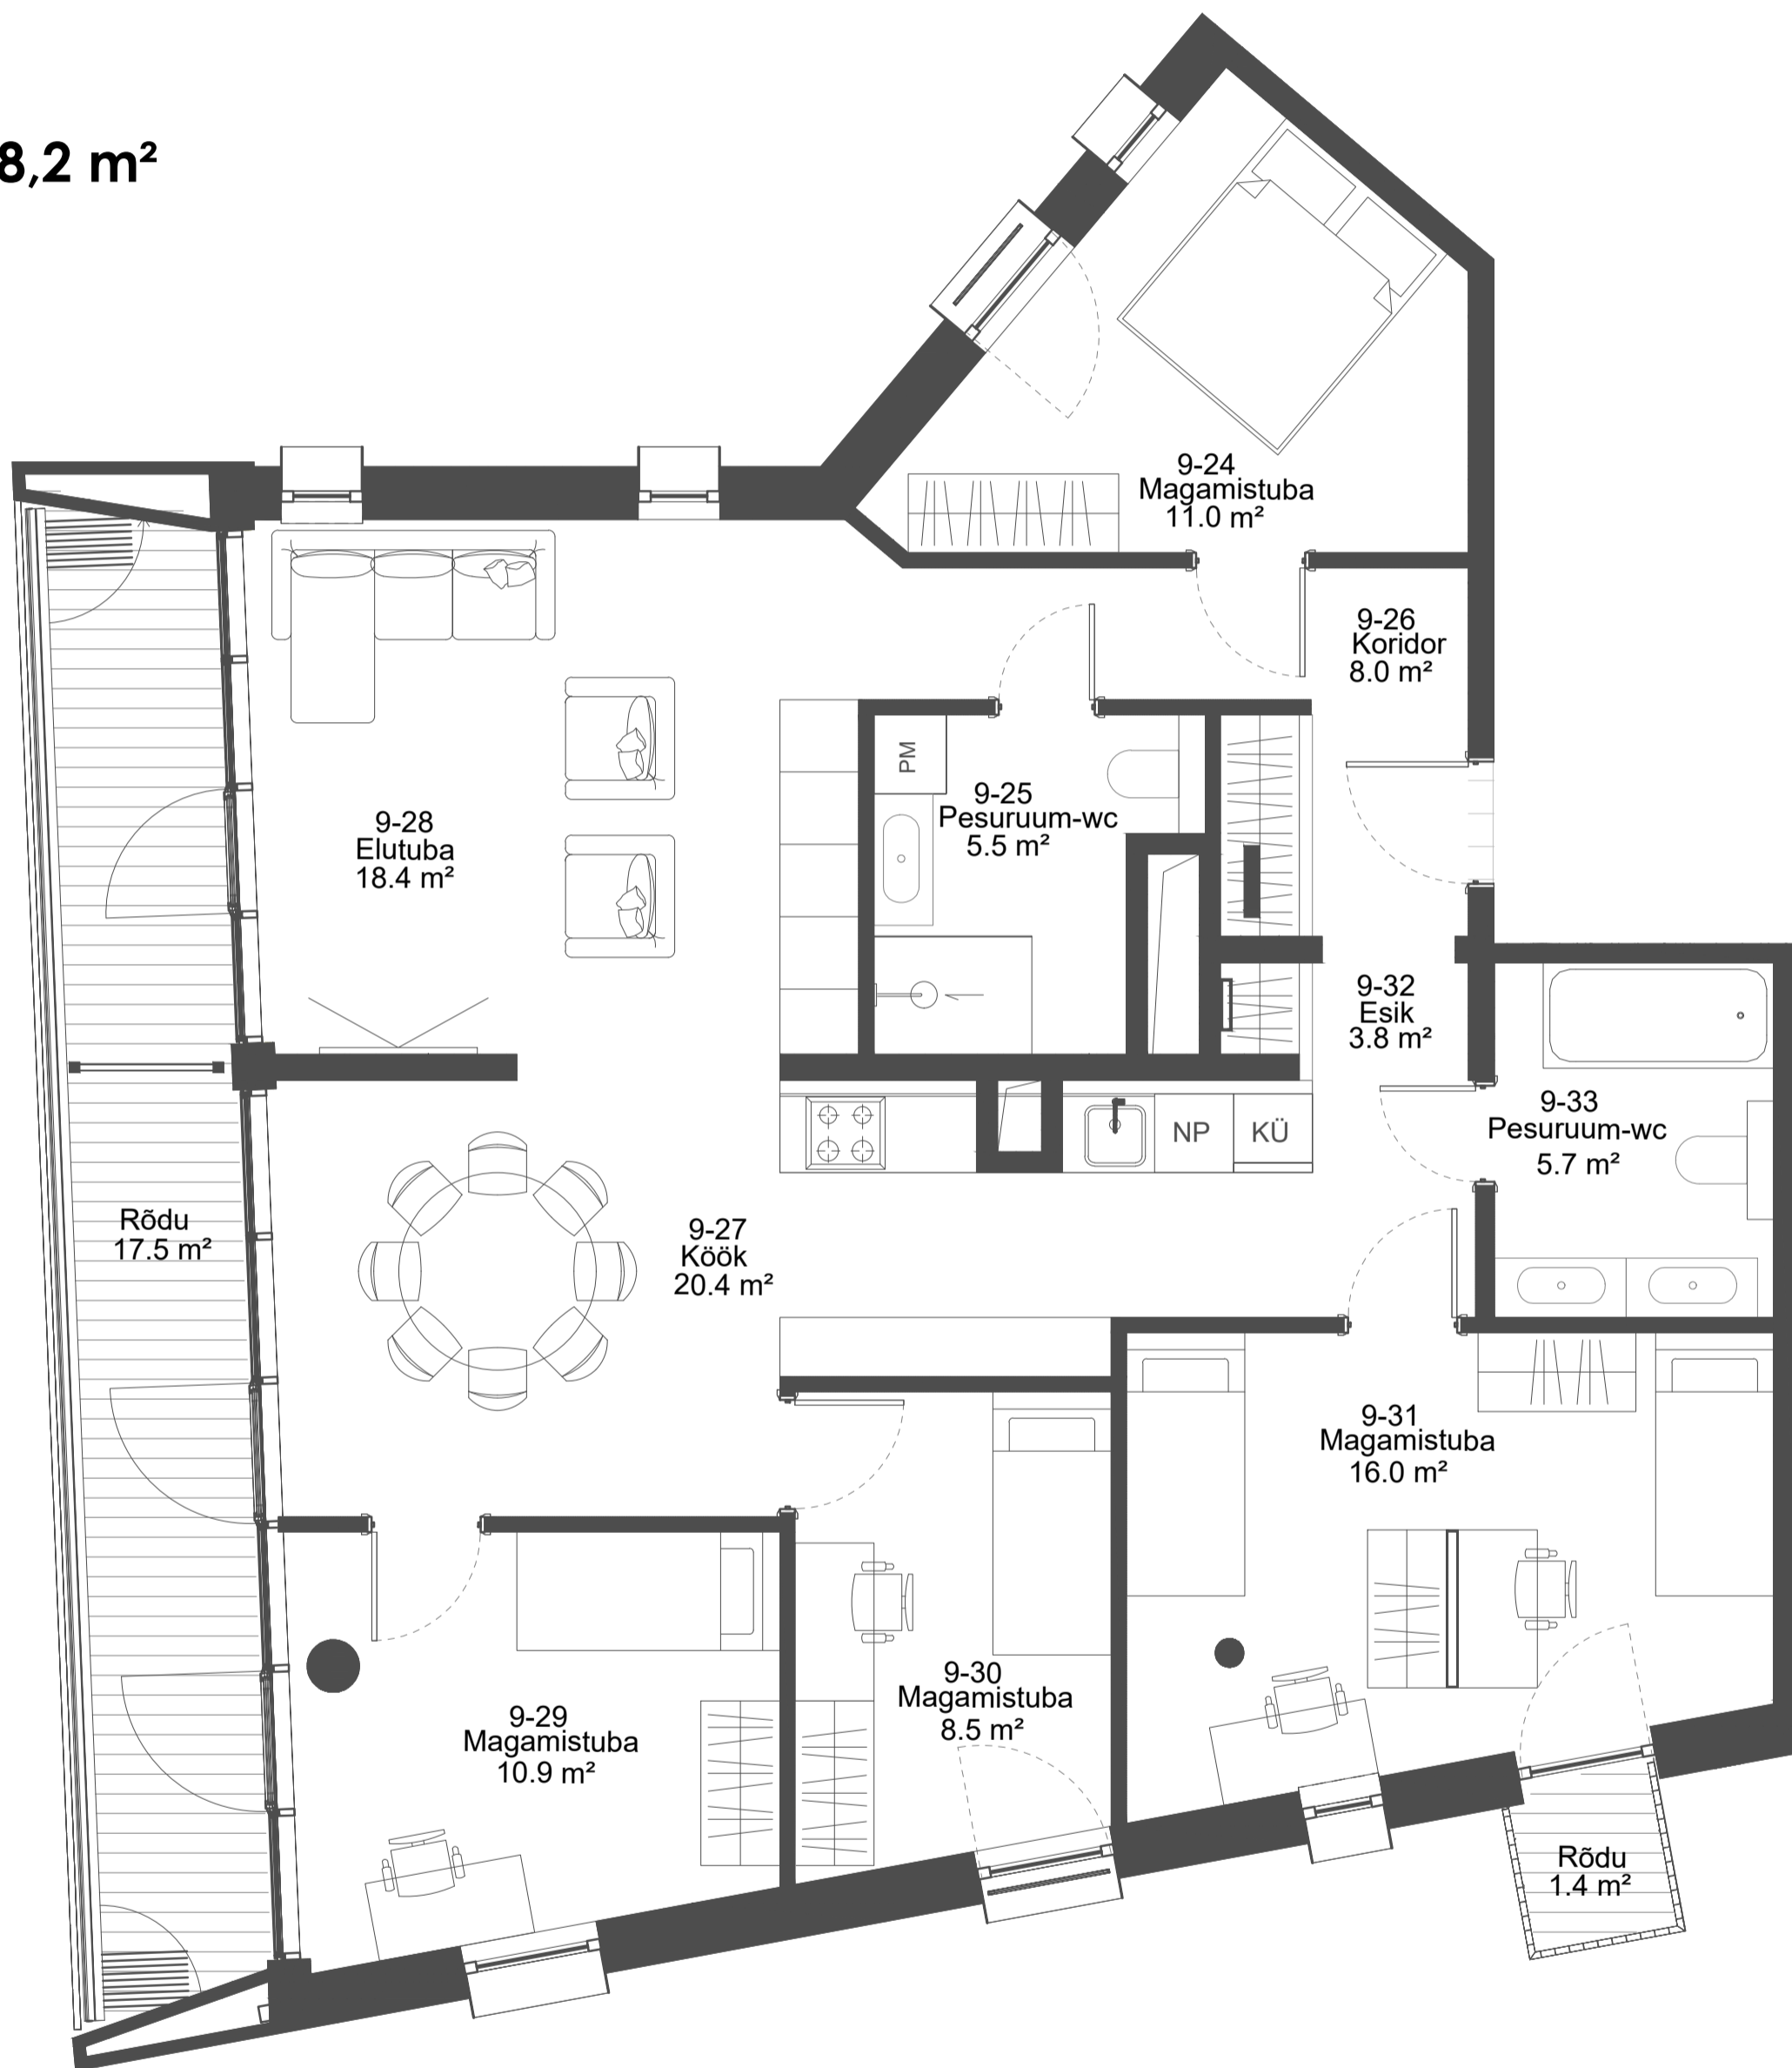 8,2 m²
9-24
Magamistuba
11.0 m²
9-26
Koridor
8.0 m²
PM
9-25
Pesuruum-wc
5.5 m²
9-28
Elutuba
18.4 m²
9-32
Esik
3.8 m²
9-33
Pesuruum-wc
5.7 m²
NP
KÜ
Rõdu
17.5 m²
9-27
Köök
20.4 m²
9-31
Magamistuba
16.0 m²
9-30
Magamistuba
8.5 m²
9-29
Magamistuba
10.9 m²
Rõdu
1.4 m²